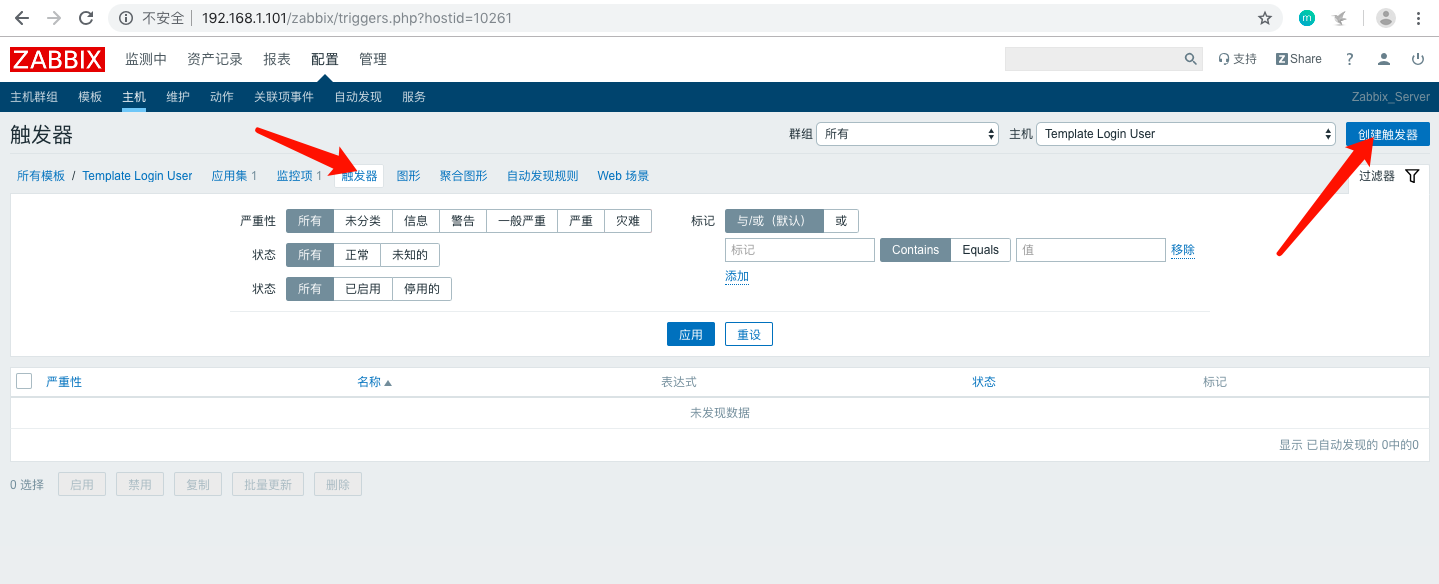 不安全 192.168.1.101/zabbix/triggers.php?hostid=10261
ZABBIX 监测中 资产记录 报表 配置 管理 支持 Z Share ?
主机群组 模板 主机 维护 动作 关联项事件 自动发现 服务 Zabbix_Server
触发器 群组 所有 主机 Template Login User 创建触发器
所有模板 / Template Login User 应用集 1 监控项 1 触发器 图形 聚合图形 自动发现规则 Web 场景 过滤器
严重性 所有 未分类 信息 警告 一般严重 严重 灾难 标记 与/或（默认） 或
标记 Contains Equals 值 移除
状态 所有 正常 未知的
添加
状态 所有 已启用 停用的
应用 重设
严重性 名称 表达式 状态 标记
未发现数据
显示 已自动发现的 0中的0
0 选择 启用 禁用 复制 批量更新 删除